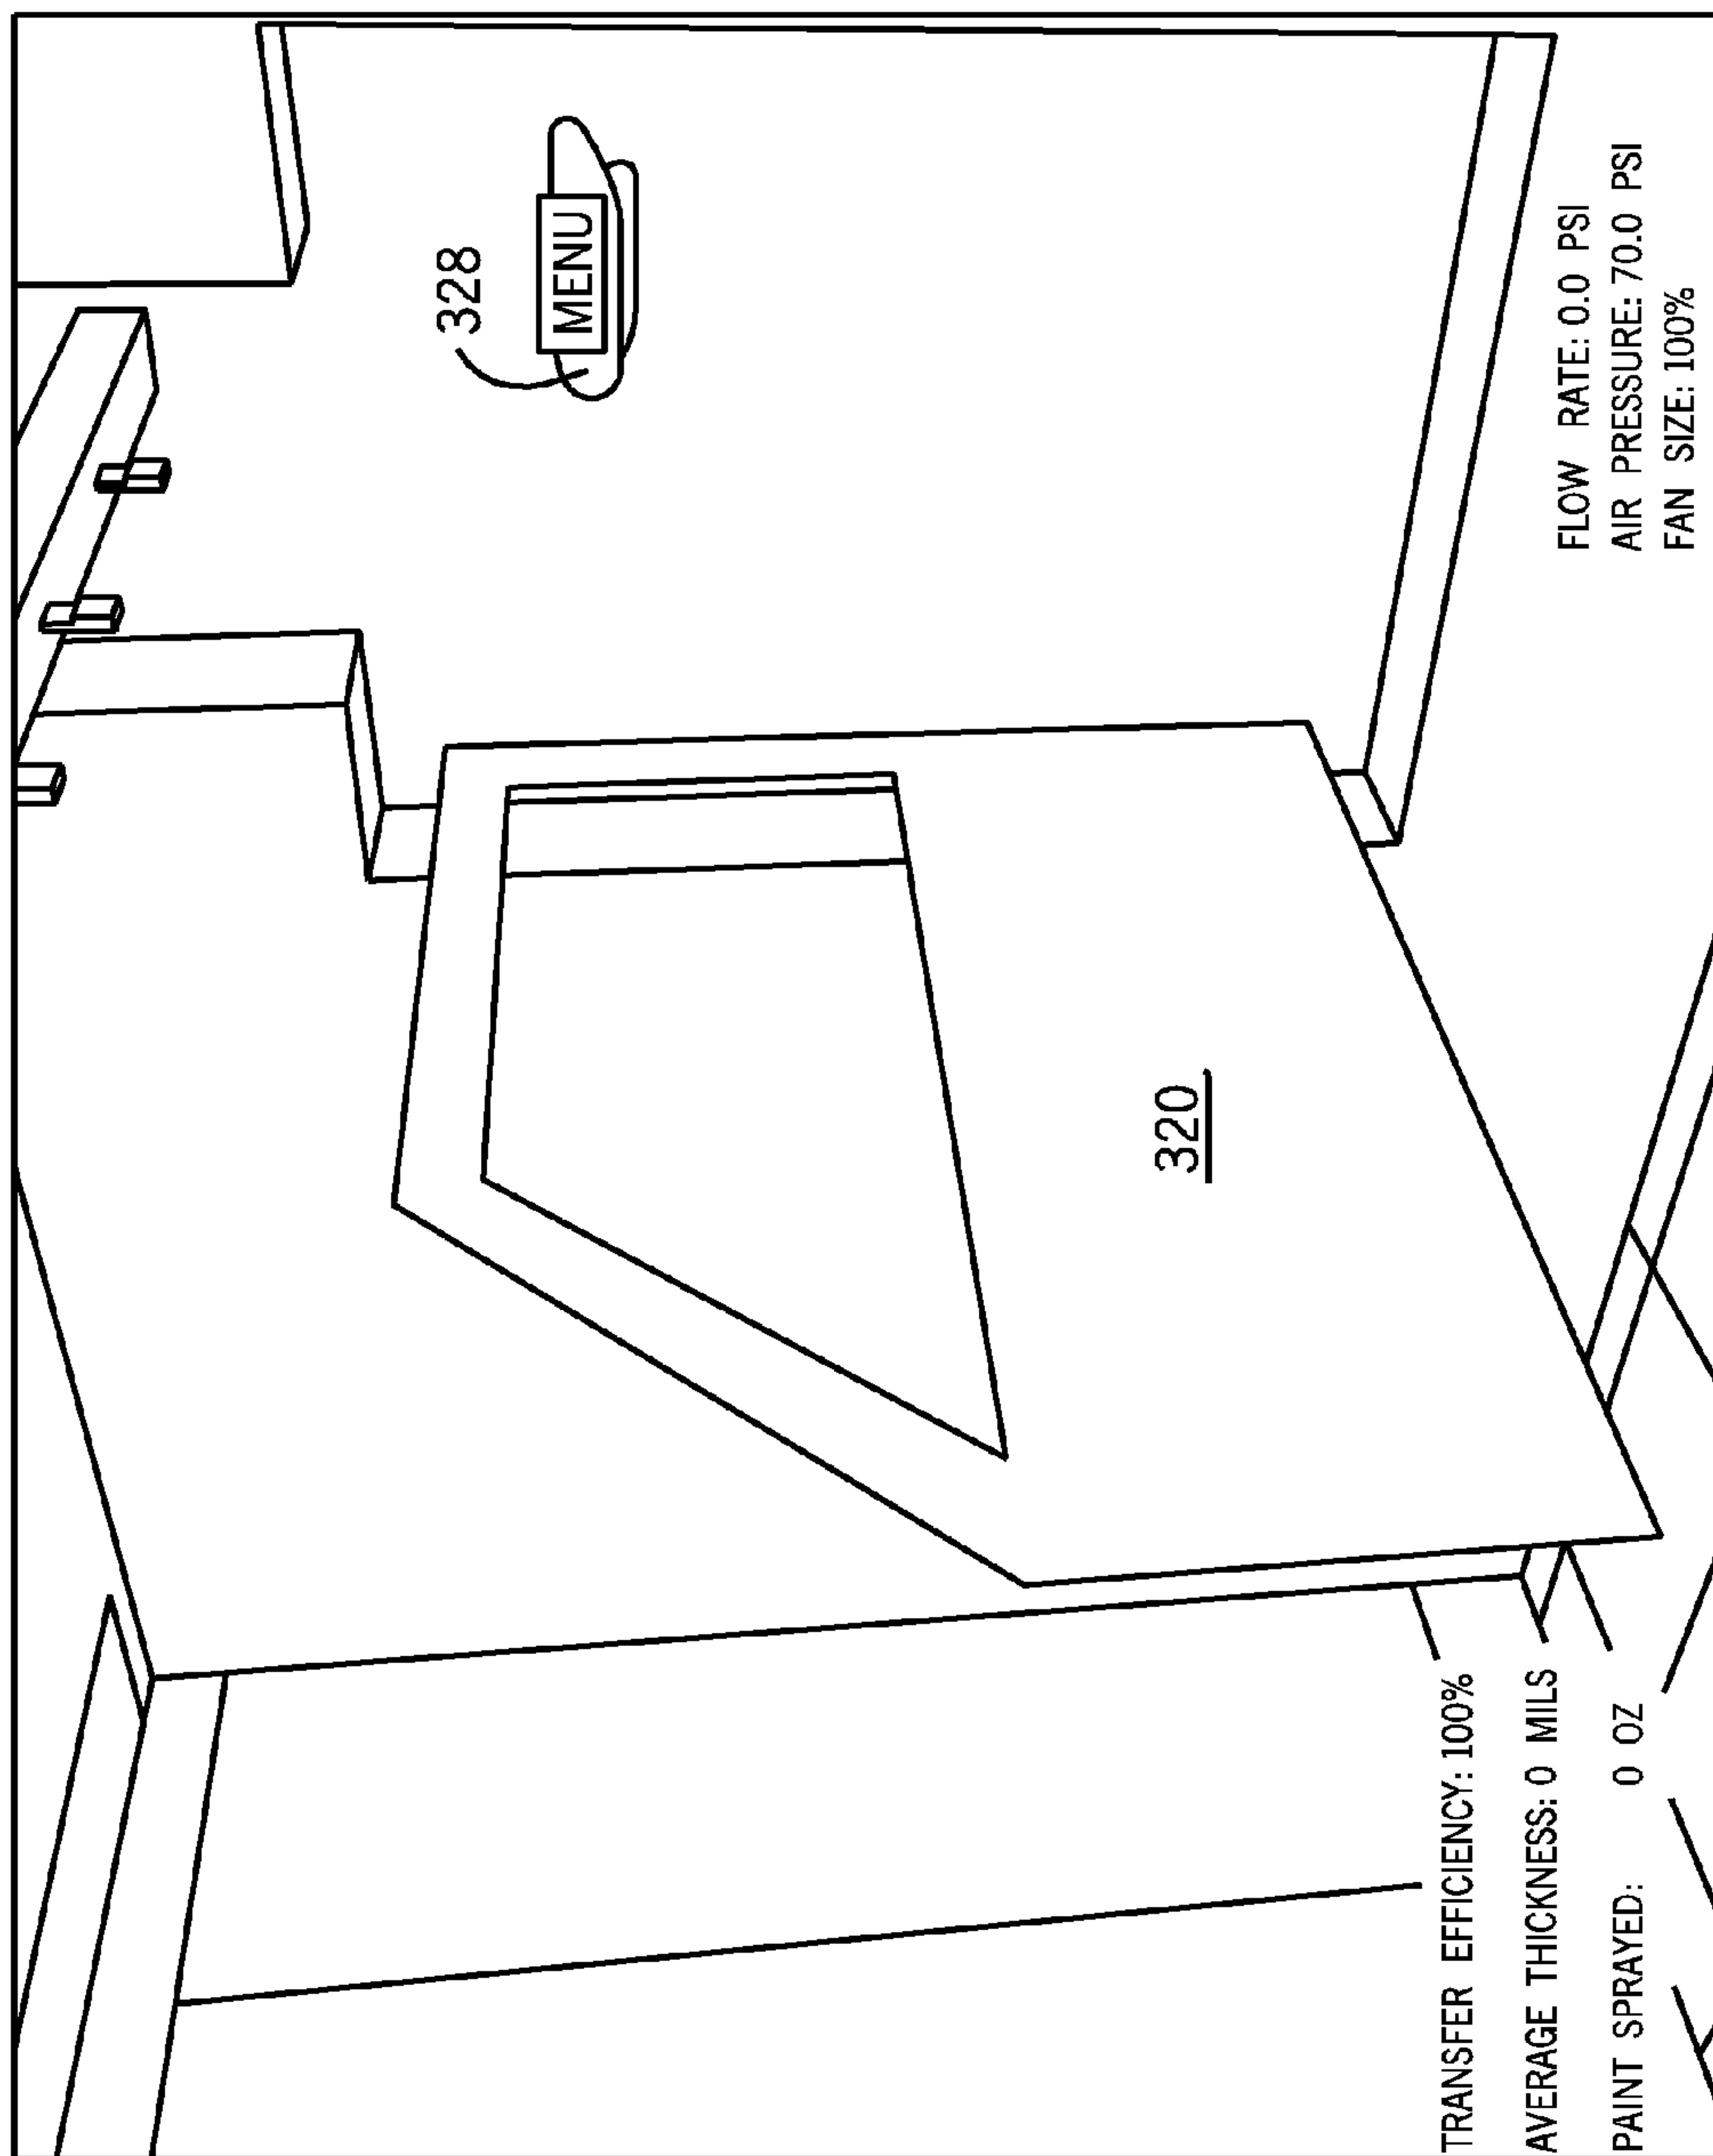 328
MENU
320
TRANSFER EFFICIENCY: 100%
AVERAGE THICKNESS: 0 MILS
PAINT SPRAYED: 0 OZ
FLOW RATE: 0.0 PSI
AIR PRESSURE: 70.0 PSI
FAN SIZE: 100%